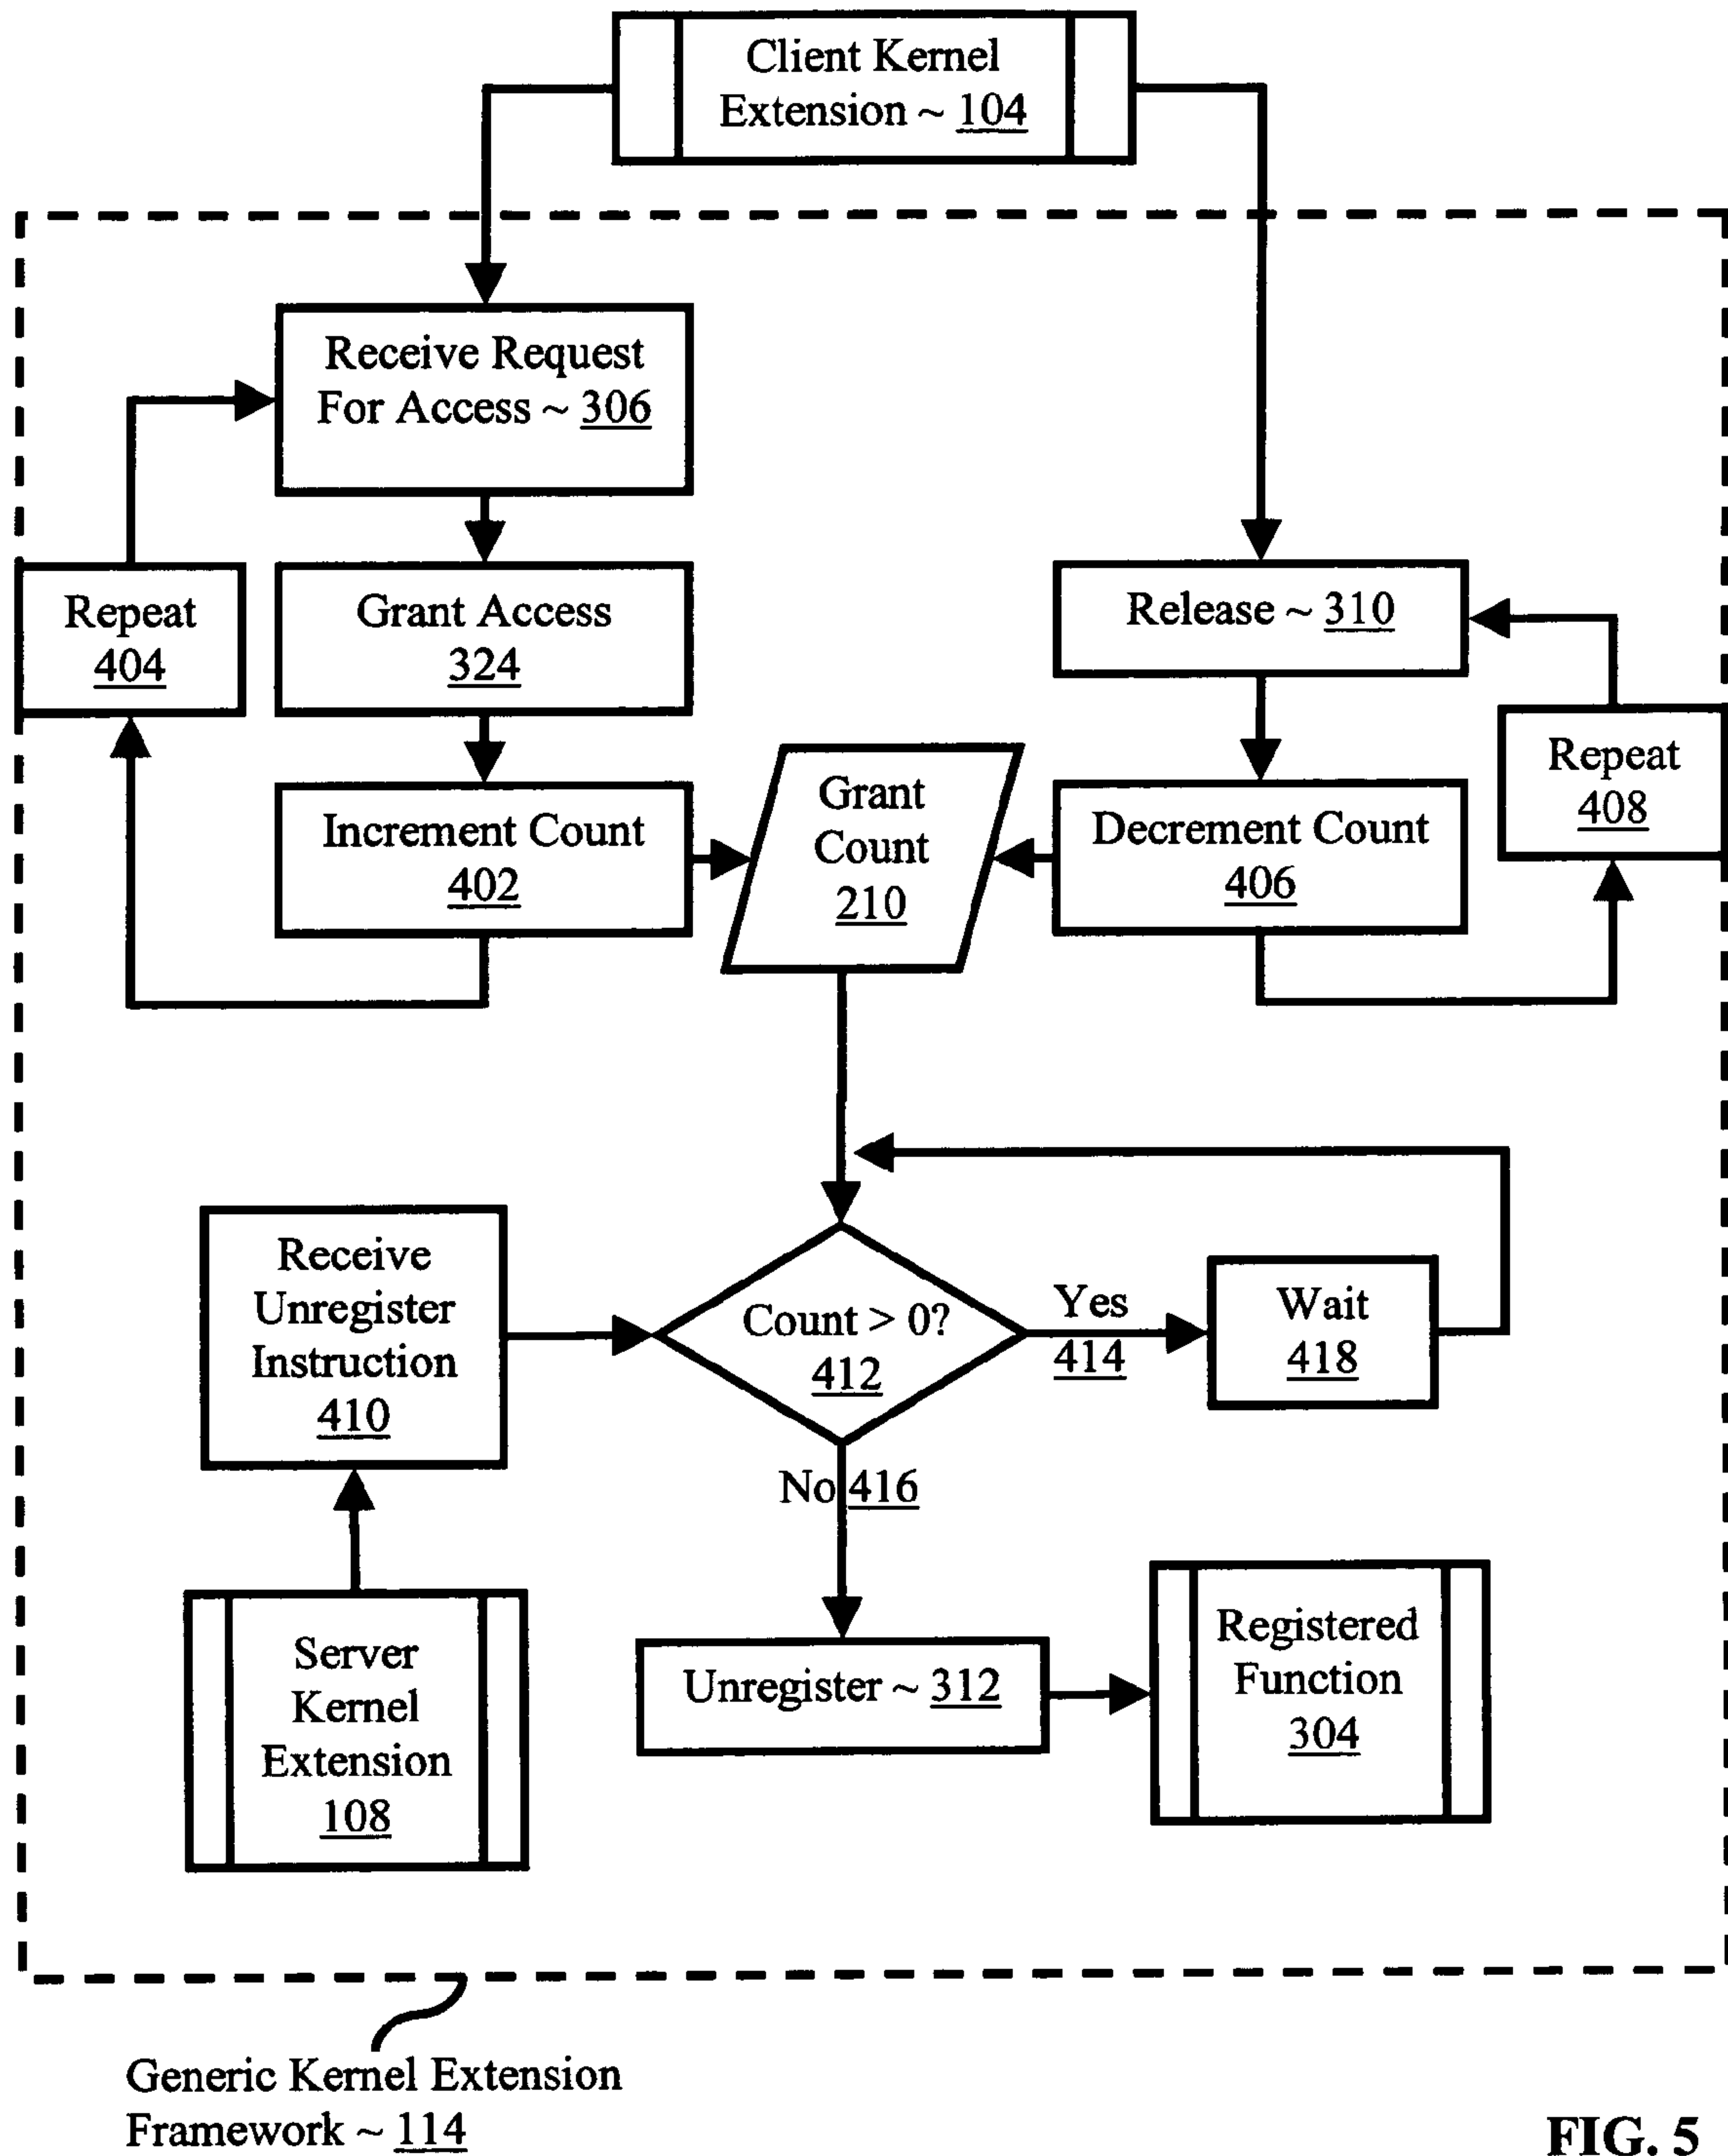 Client Kernel
Extension ~ 104
Receive Request
For Access ~ 306
Repeat
404
Grant Access
324
Release ~ 310
Repeat
408
Increment Count
402
Grant
Count
210
Decrement Count
406
Receive
Unregister
Instruction
410
Count > 0?
412
Yes
414
Wait
418
No 416
Server
Kernel
Extension
108
Unregister ~ 312
Registered
Function
304
Generic Kernel Extension
Framework ~ 114
FIG. 5